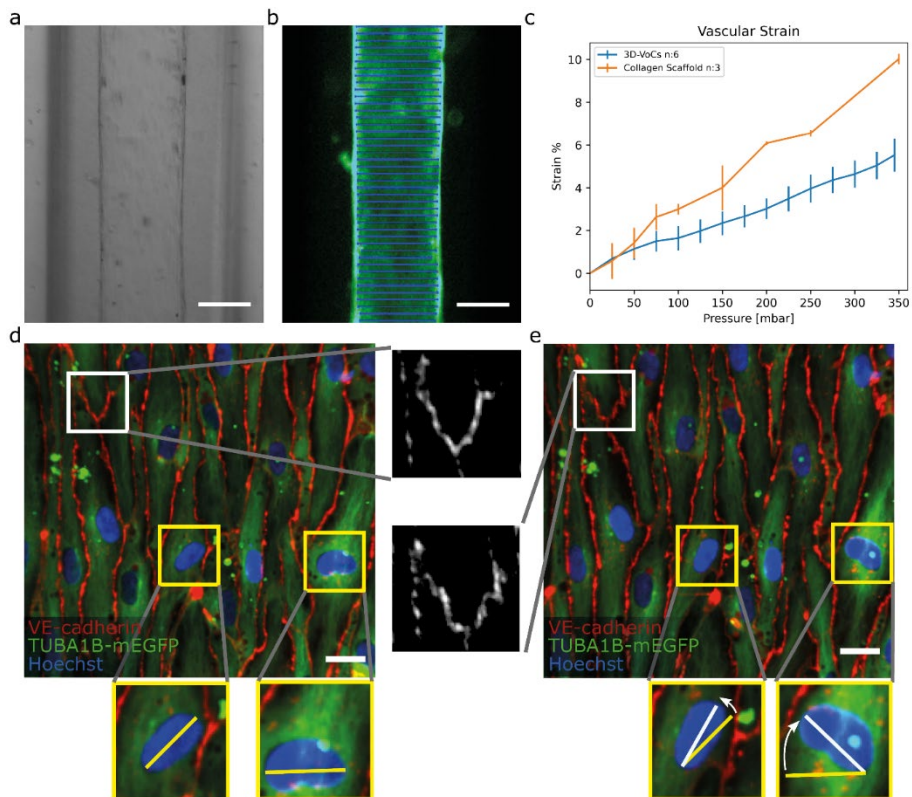 a
b
c
Vascular Strain
3D-VoCs n:6
Collagen Scaffold n:3
10
8
6
4
2
0
Strain %
0 50 100 150 200 250 300 350
Pressure [mbar]
d
VE-cadherin
TUBA1B-mEGFP
Hoechst
e
VE-cadherin
TUBA1B-mEGFP
Hoechst